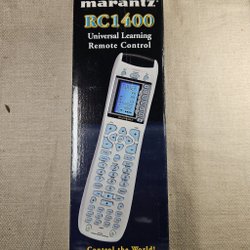 marantz
RC1400
Universal Learning
Remote Control
Control the World!